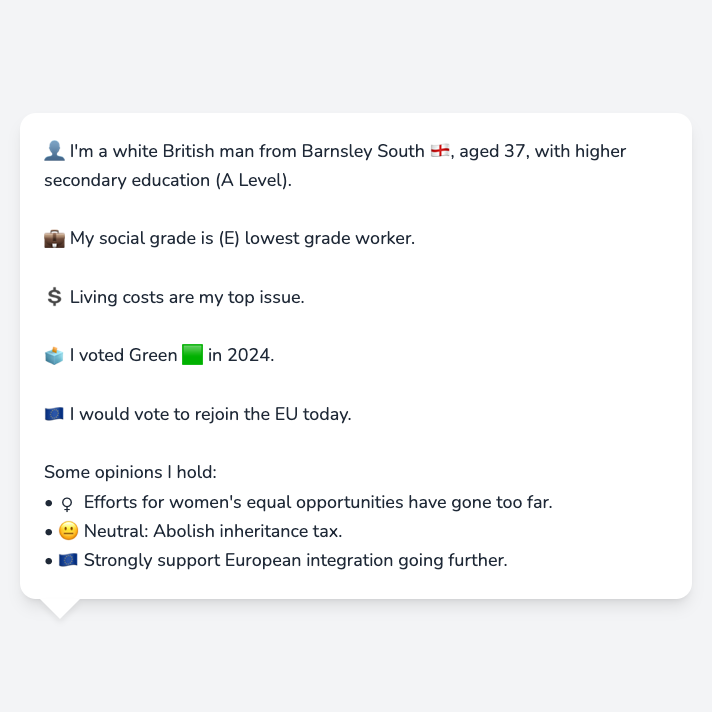 👤 I'm a white British man from Barnsley South 🏴󠁧󠁢󠁥󠁮󠁧󠁿, aged 37, with higher
secondary education (A Level).
💼 My social grade is (E) lowest grade worker.
💲 Living costs are my top issue.
🗳️ I voted Green 🟩 in 2024.
🇪🇺 I would vote to rejoin the EU today.
Some opinions I hold:
• ♀ Efforts for women's equal opportunities have gone too far.
• 😐 Neutral: Abolish inheritance tax.
• 🇪🇺 Strongly support European integration going further.